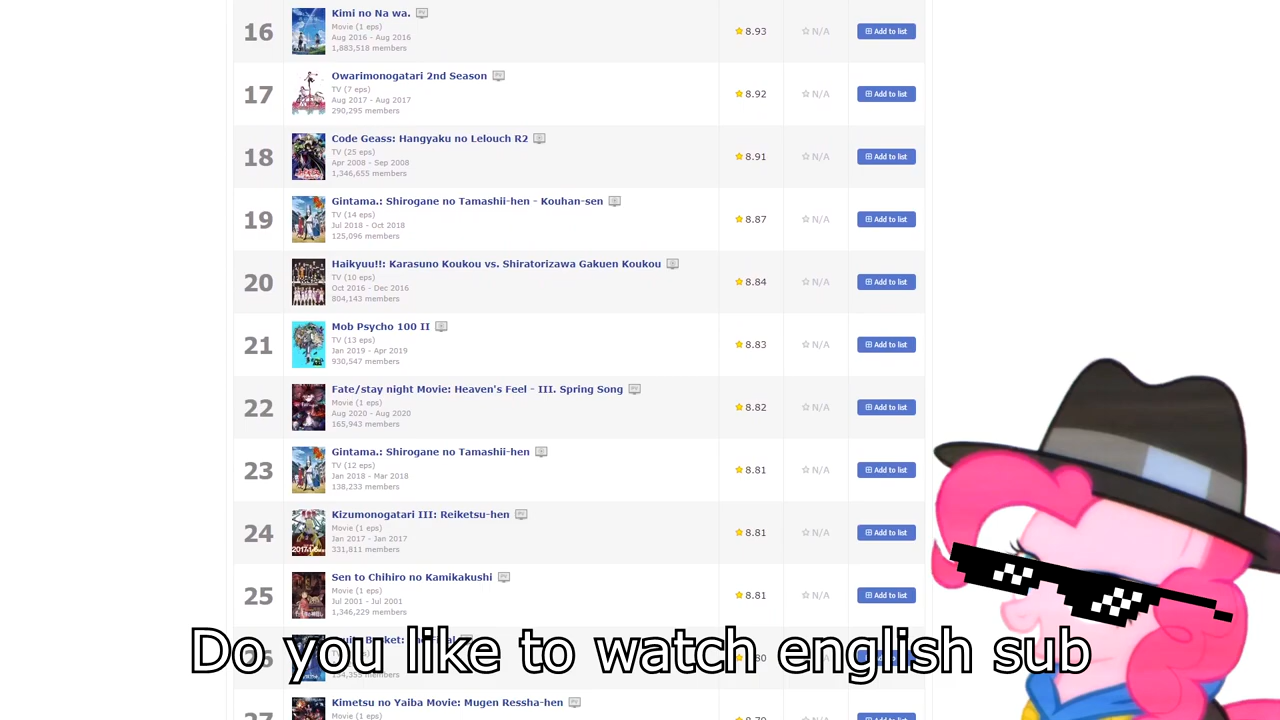 16
Kimi no Na wa.
Movie (1 eps)
Aug 2016 - Aug 2016
1,883,518 members
8.93
N/A
Add to list
17
Owarimonogatari 2nd Season
TV (7 eps)
Aug 2017 - Aug 2017
290,295 members
8.92
N/A
Add to list
18
Code Geass: Hangyaku no Lelouch R2
TV (25 eps)
Apr 2008 - Sep 2008
1,346,655 members
8.91
N/A
Add to list
19
Gintama.: Shirogane no Tamashii-hen - Kouhan-sen
TV (14 eps)
Jul 2018 - Oct 2018
125,096 members
8.87
N/A
Add to list
20
Haikyuu!!: Karasuno Koukou vs. Shiratorizawa Gakuen Koukou
TV (10 eps)
Oct 2016 - Dec 2016
804,143 members
8.84
N/A
Add to list
21
Mob Psycho 100 II
TV (13 eps)
Jan 2019 - Apr 2019
930,547 members
8.83
N/A
Add to list
22
Fate/stay night Movie: Heaven's Feel - III. Spring Song
Movie (1 eps)
Aug 2020 - Aug 2020
165,943 members
8.82
N/A
Add to list
23
Gintama.: Shirogane no Tamashii-hen
TV (12 eps)
Jan 2018 - Mar 2018
138,233 members
8.81
N/A
Add to list
24
Kizumonogatari III: Reiketsu-hen
Movie (1 eps)
Jan 2017 - Jan 2017
331,811 members
8.81
N/A
Add to list
25
Sen to Chihiro no Kamikakushi
Movie (1 eps)
Jul 2001 - Jul 2001
1,346,229 members
8.81
N/A
Add to list
Do you like to watch english sub
Kimetsu no Yaiba Movie: Mugen Ressha-hen
Movie (1 eps)